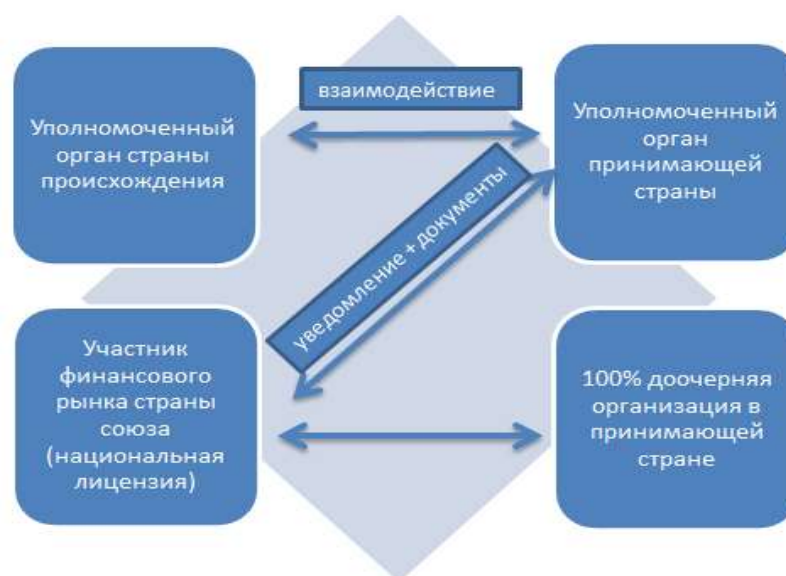 взаимодействие
Уполномоченный
орган страны
происхождения
Уполномоченный
орган
принимающей
страны
уведомление + документы
Участник
финансового
рынка страны
союза
(национальная
лицензия)
100% доочерняя
организация в
принимающей
стране